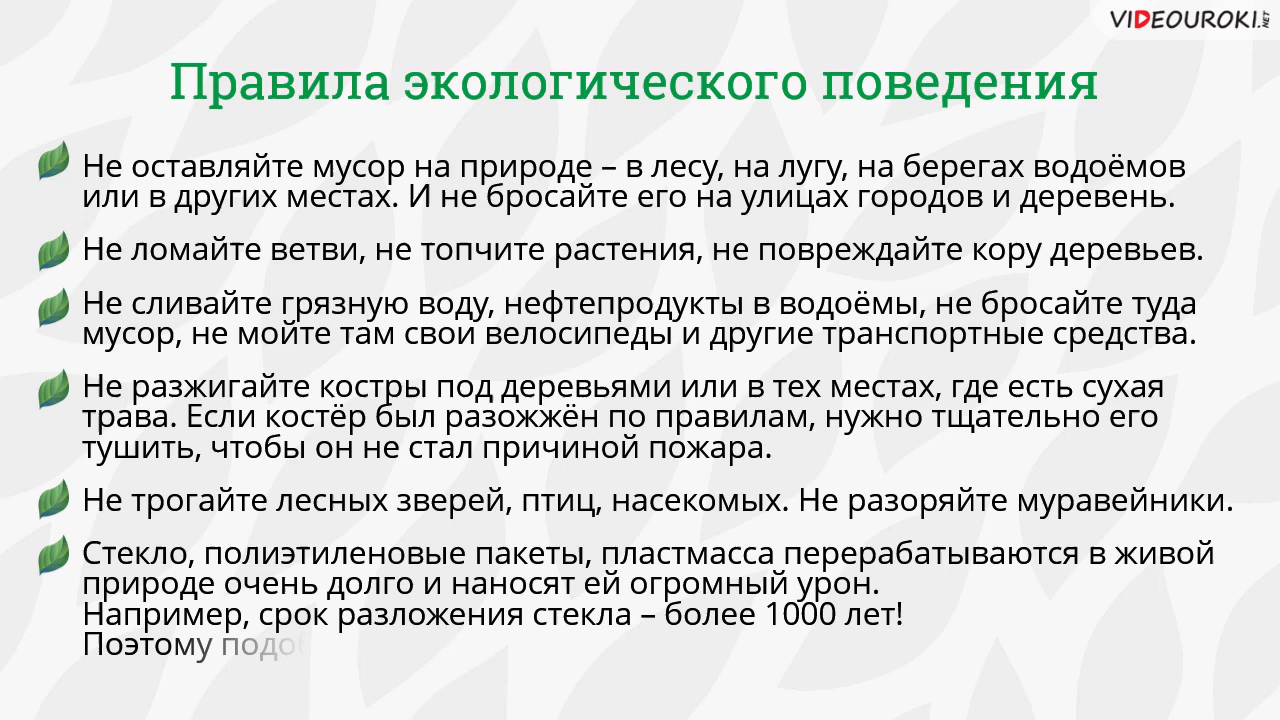 VIDEOUROKI.NET
Правила экологического поведения
Не оставляйте мусор на природе – в лесу, на лугу, на берегах водоёмов
или в других местах. И не бросайте его на улицах городов и деревень.
Не ломайте ветви, не топчите растения, не повреждайте кору деревьев.
Не сливайте грязную воду, нефтепродукты в водоёмы, не бросайте туда
мусор, не мойте там свои велосипеды и другие транспортные средства.
Не разжигайте костры под деревьями или в тех местах, где есть сухая
трава. Если костёр был разожжён по правилам, нужно тщательно его
тушить, чтобы он не стал причиной пожара.
Не трогайте лесных зверей, птиц, насекомых. Не разоряйте муравейники.
Стекло, полиэтиленовые пакеты, пластмасса перерабатываются в живой
природе очень долго и наносят ей огромный урон.
Например, срок разложения стекла – более 1000 лет!
Поэтому